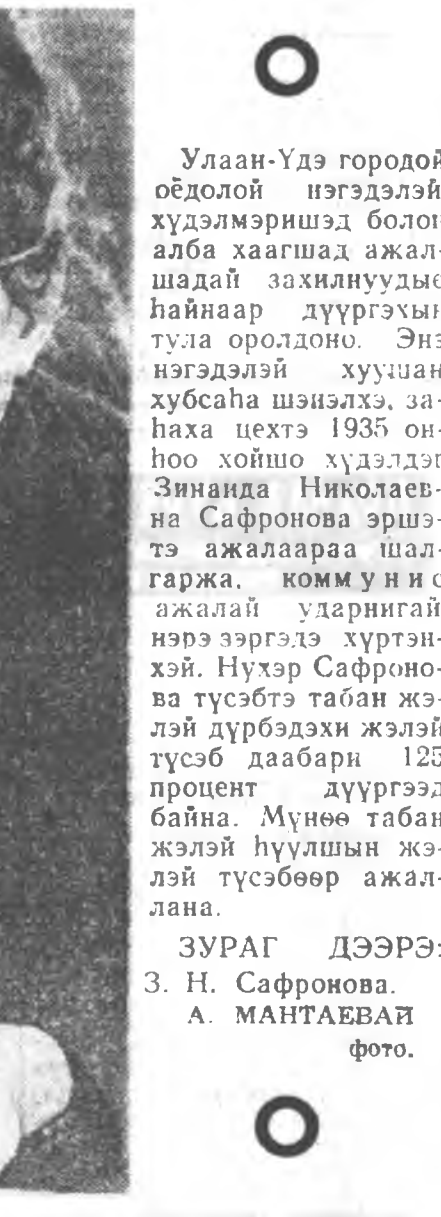 Улаан-Үдэ городой
оёдолой нэгэдэлэй
хүдэлмэришэд болон
алба хаагшад ажал-
шадай захилнуудые
һайнаар дүүргэхын
тула оролдоно. Энэ
нэгэдэлэй хуушан
хубсаһа шэнэлхэ, за-
һаха цехтэ 1935 он-
һоо хойшо хүдэлдэг
Зинаида Николаев-
на Сафронова эршэ-
тэ ажалаараа шал-
гаржа, коммунис
ажалай ударнигай
нэрэ зэргэдэ хүртэн-
хэй. Нүхэр Сафроно-
ва түсэбтэ табан жэ-
лэй дүрбэдэхи жэлэй
түсэб даабари 125
процент дүүргээд
байна. Мүнөө табан
жэлэй һүүлшын жэ-
лэй түсэбөөр ажал-
лана.
ЗУРАГ ДЭЭРЭ:
З. Н. Сафронова.
А. МАНТАЕВАЙ
фото.